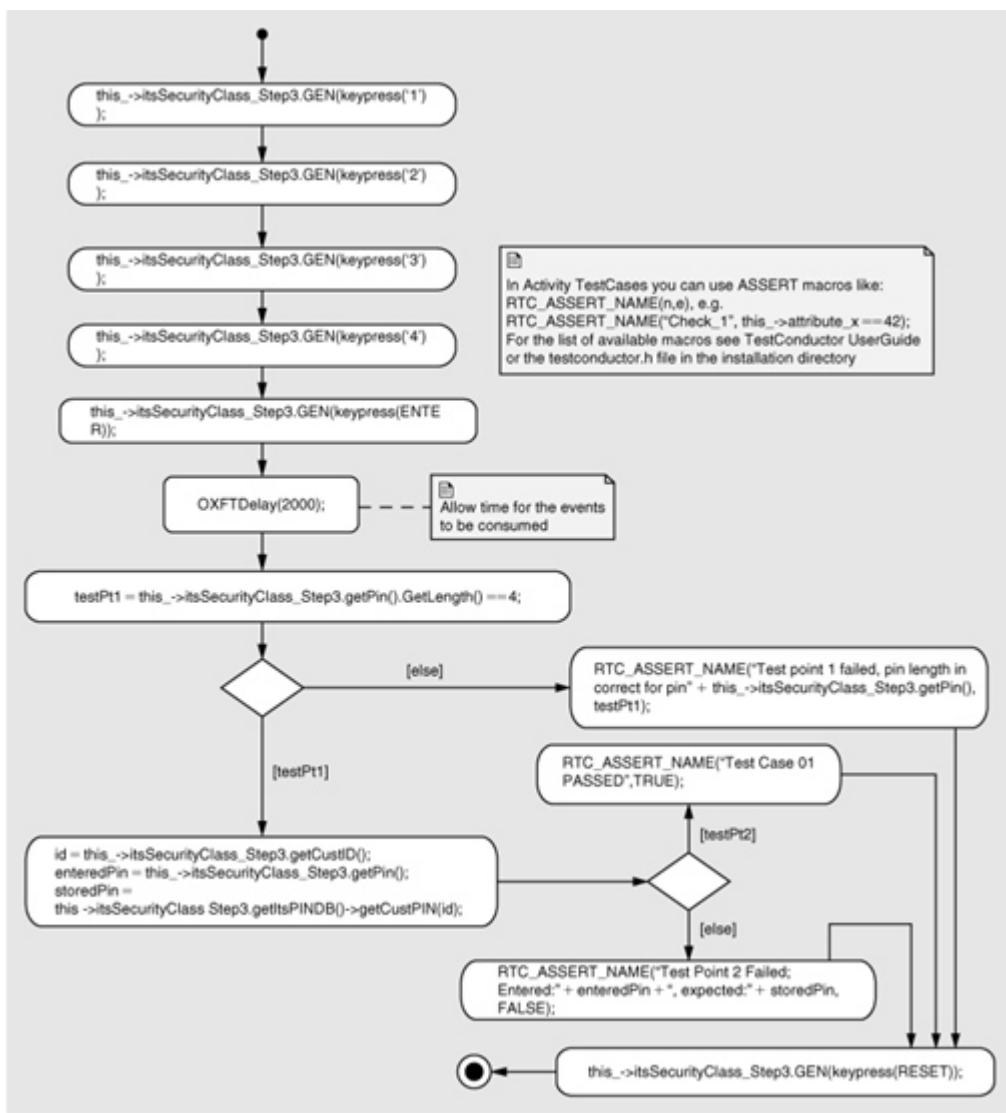 this_->itsSecurityClass_Step3.GEN(keypress('1')
);
this_->itsSecurityClass_Step3.GEN(keypress('2')
);
this_->itsSecurityClass_Step3.GEN(keypress('3')
);
this_->itsSecurityClass_Step3.GEN(keypress('4')
);
In Activity TestCases you can use ASSERT macros like:
RTC_ASSERT_NAME(n,e), e.g.
RTC_ASSERT_NAME("Check_1", this_->attribute_x==42);
For the list of available macros see TestConductor UserGuide
or the testconductor.h file in the installation directory
this_->itsSecurityClass_Step3.GEN(keypress(ENTE
R));
OXFTDelay(2000);
Allow time for the events
to be consumed
testPt1 = this_->itsSecurityClass_Step3.getPin().GetLength() ==4;
[else]
RTC_ASSERT_NAME("Test point 1 failed, pin length in
correct for pin" + this_->itsSecurityClass_Step3.getPin(),
testPt1);
[testPt1]
RTC_ASSERT_NAME("Test Case 01
PASSED",TRUE);
[testPt2]
id = this_->itsSecurityClass_Step3.getCustID();
enteredPin = this_->itsSecurityClass_Step3.getPin();
storedPin =
this ->itsSecurityClass Step3.getItsPINDB()->getCustPIN(id);
[else]
RTC_ASSERT_NAME("Test Point 2 Failed;
Entered:" + enteredPin + ", expected:" + storedPin,
FALSE);
this_->itsSecurityClass_Step3.GEN(keypress(RESET));